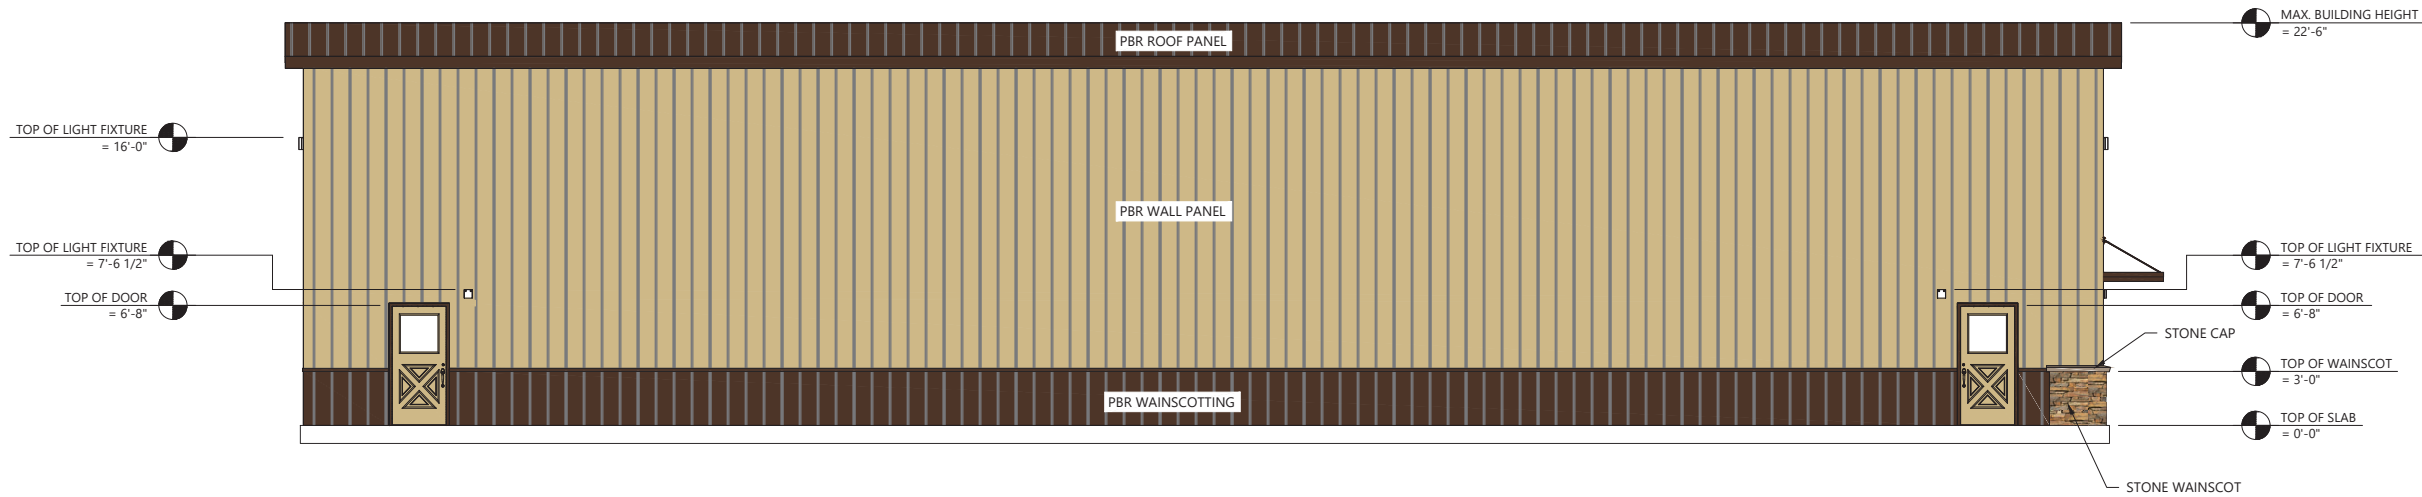 MAX. BUILDING HEIGHT
= 22'-6"
PBR ROOF PANEL
TOP OF LIGHT FIXTURE
= 16'-0"
PBR WALL PANEL
TOP OF LIGHT FIXTURE
= 7'-6 1/2"
TOP OF LIGHT FIXTURE
= 7'-6 1/2"
TOP OF DOOR
= 6'-8"
TOP OF DOOR
= 6'-8"
STONE CAP
TOP OF WAINSCOT
= 3'-0"
PBR WAINSCOTTING
TOP OF SLAB
= 0'-0"
STONE WAINSCOT